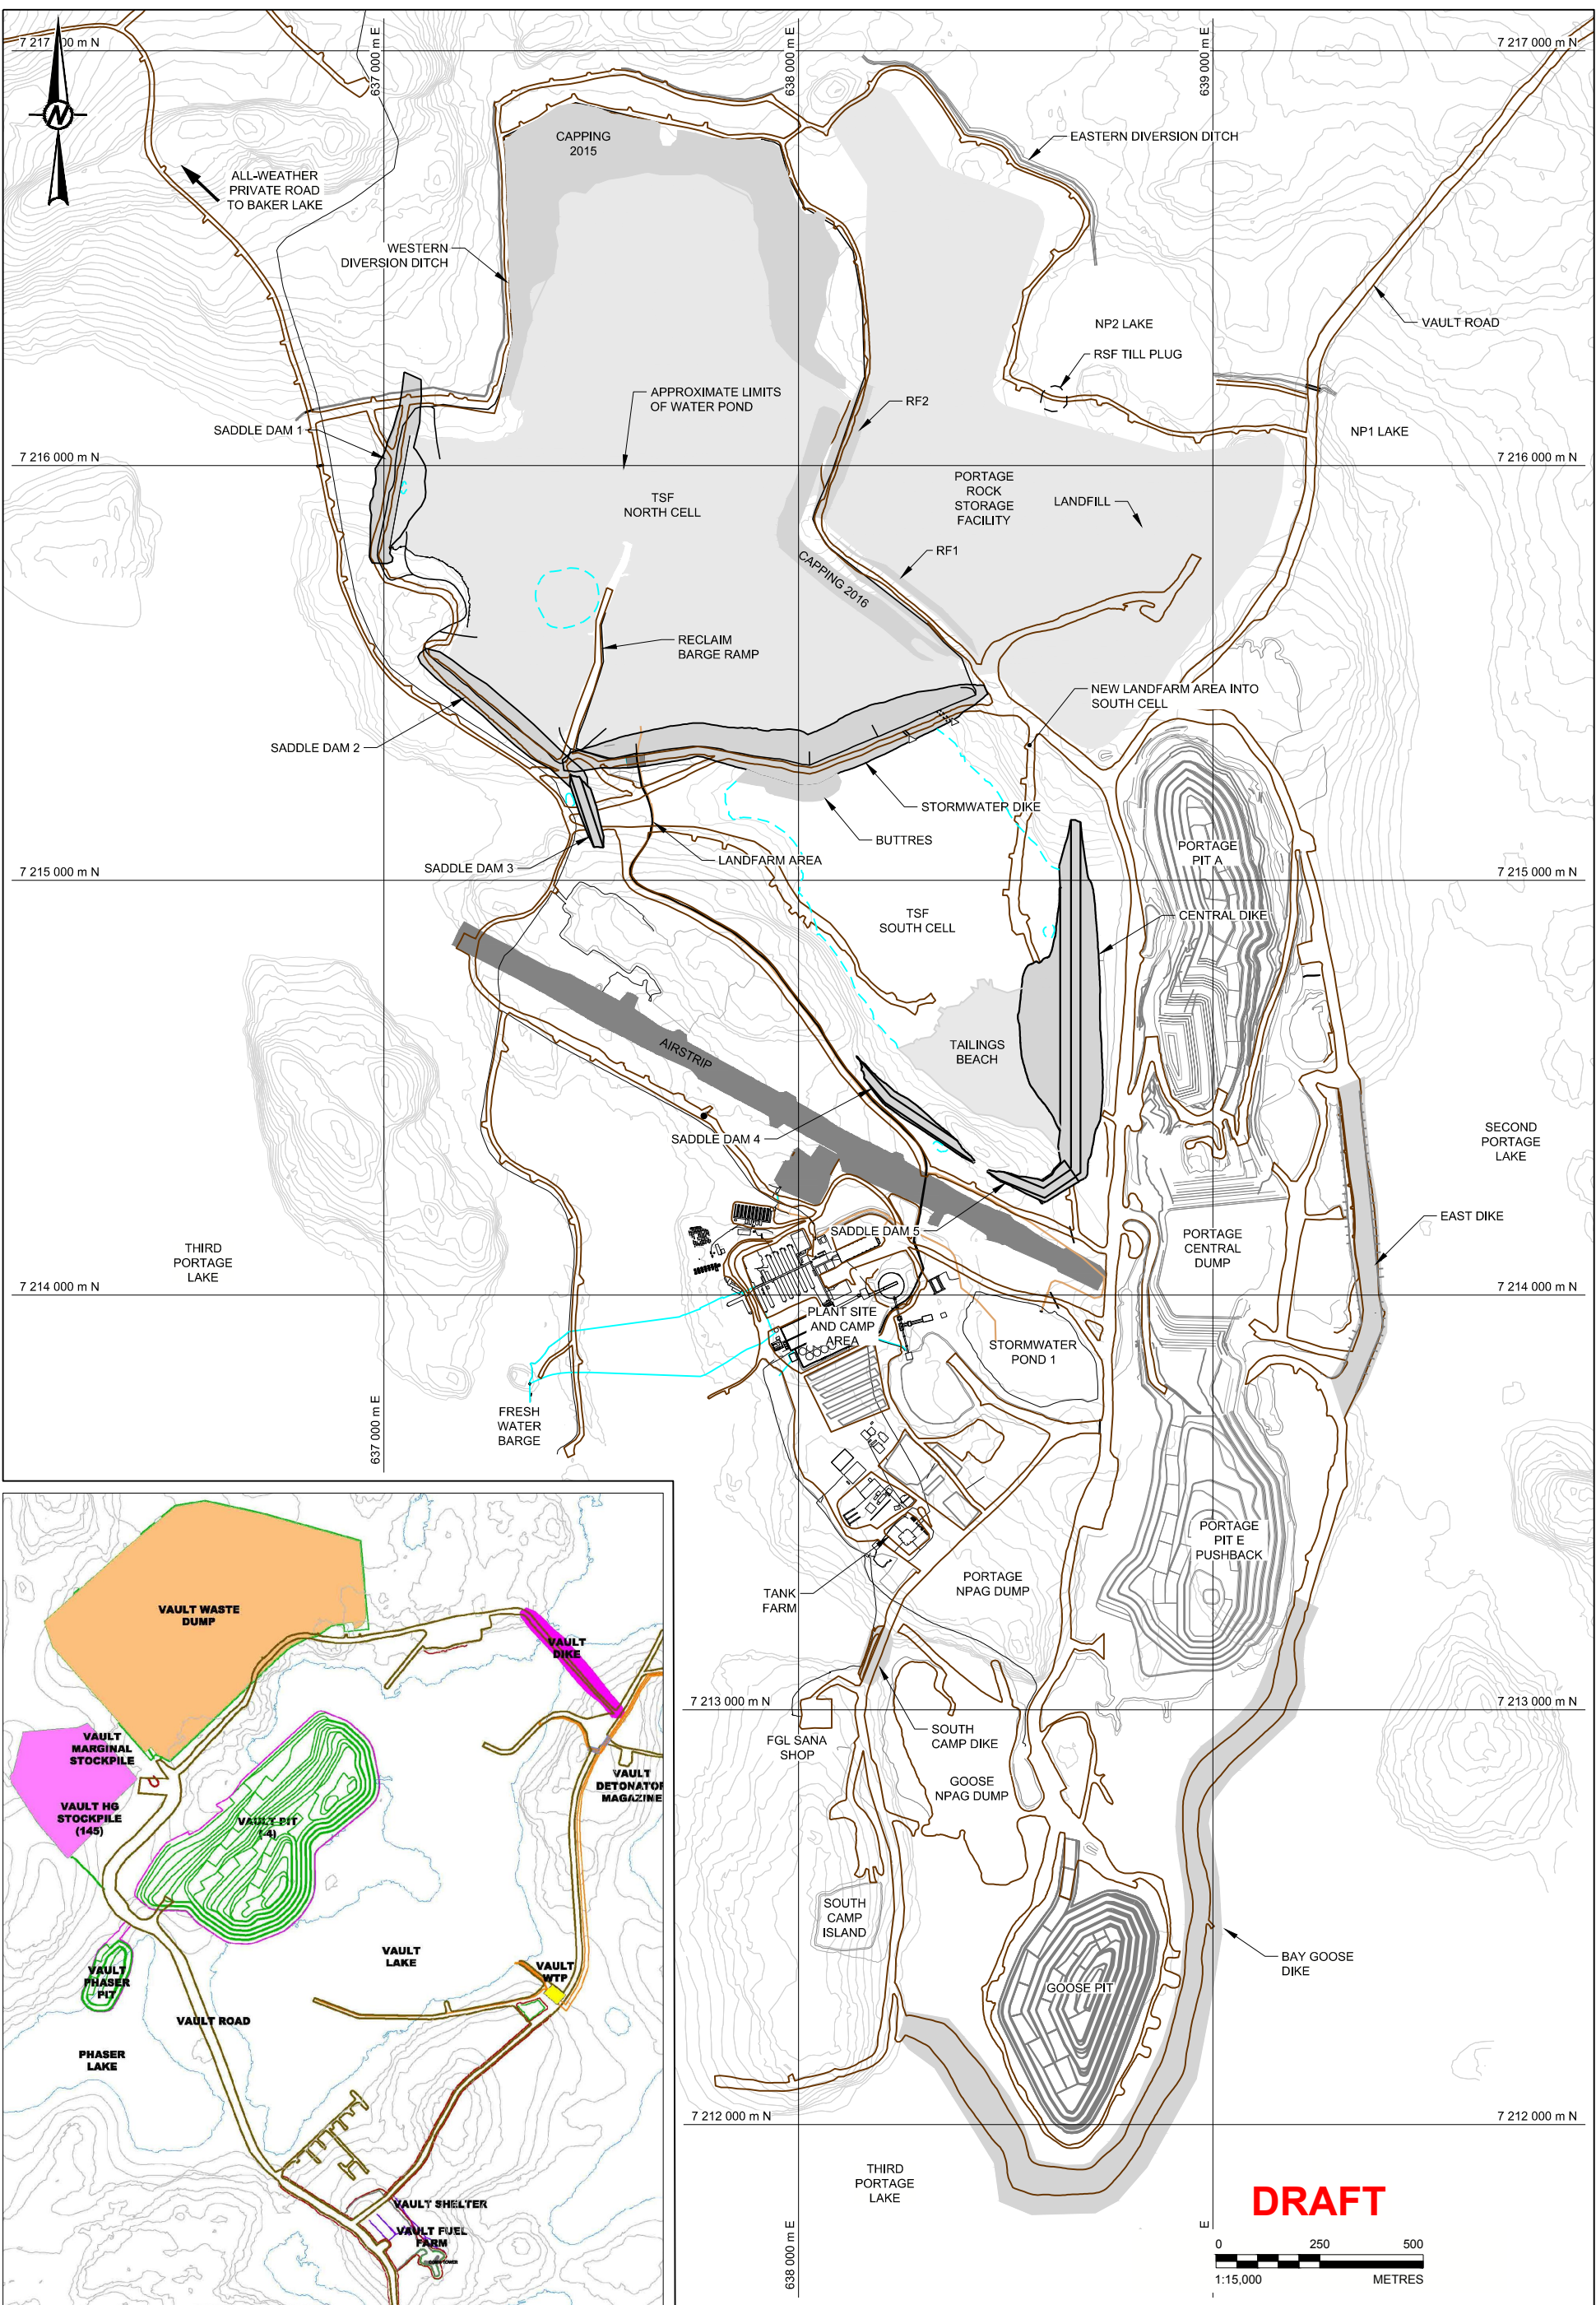 7 217 000 m N
637 000 m E
638 000 m E
639 000 m E
7 217 000 m N
N
CAPPING
2015
EASTERN DIVERSION DITCH
ALL-WEATHER
PRIVATE ROAD
TO BAKER LAKE
WESTERN
DIVERSION DITCH
NP2 LAKE
VAULT ROAD
RSF TILL PLUG
APPROXIMATE LIMITS
OF WATER POND
RF2
SADDLE DAM 1
NP1 LAKE
7 216 000 m N
7 216 000 m N
TSF
NORTH CELL
PORTAGE
ROCK
STORAGE
FACILITY
LANDFILL
RF1
CAPPING 2016
RECLAIM
BARGE RAMP
NEW LANDFARM AREA INTO
SOUTH CELL
SADDLE DAM 2
STORMWATER DIKE
BUTTRES
PORTAGE
PIT A
SADDLE DAM 3
LANDFARM AREA
7 215 000 m N
7 215 000 m N
TSF
SOUTH CELL
CENTRAL DIKE
AIRSTRIP
TAILINGS
BEACH
SADDLE DAM 4
SECOND
PORTAGE
LAKE
EAST DIKE
SADDLE DAM 5
PORTAGE
CENTRAL
DUMP
THIRD
PORTAGE
LAKE
7 214 000 m N
7 214 000 m N
PLANT SITE
AND CAMP
AREA
STORMWATER
POND 1
FRESH
WATER
BARGE
637 000 m E
PORTAGE
PIT E
PUSHBACK
TANK
FARM
PORTAGE
NPAG DUMP
7 213 000 m N
7 213 000 m N
FGL SANA
SHOP
SOUTH
CAMP DIKE
GOOSE
NPAG DUMP
SOUTH
CAMP
ISLAND
BAY GOOSE
DIKE
GOOSE PIT
7 212 000 m N
7 212 000 m N
THIRD
PORTAGE
LAKE
638 000 m E
E
DRAFT
0 250 500
1:15,000 METRES
VAULT WASTE
DUMP
VAULT
DIKE
VAULT
MARGINAL
STOCKPILE
VAULT
DETONATOR
MAGAZINE
VAULT HG
STOCKPILE
(145)
VAULT PIT
(-4)
VAULT
LAKE
VAULT
WTP
VAULT
PHASER
PIT
VAULT ROAD
PHASER
LAKE
VAULT SHELTER
VAULT FUEL
FARM